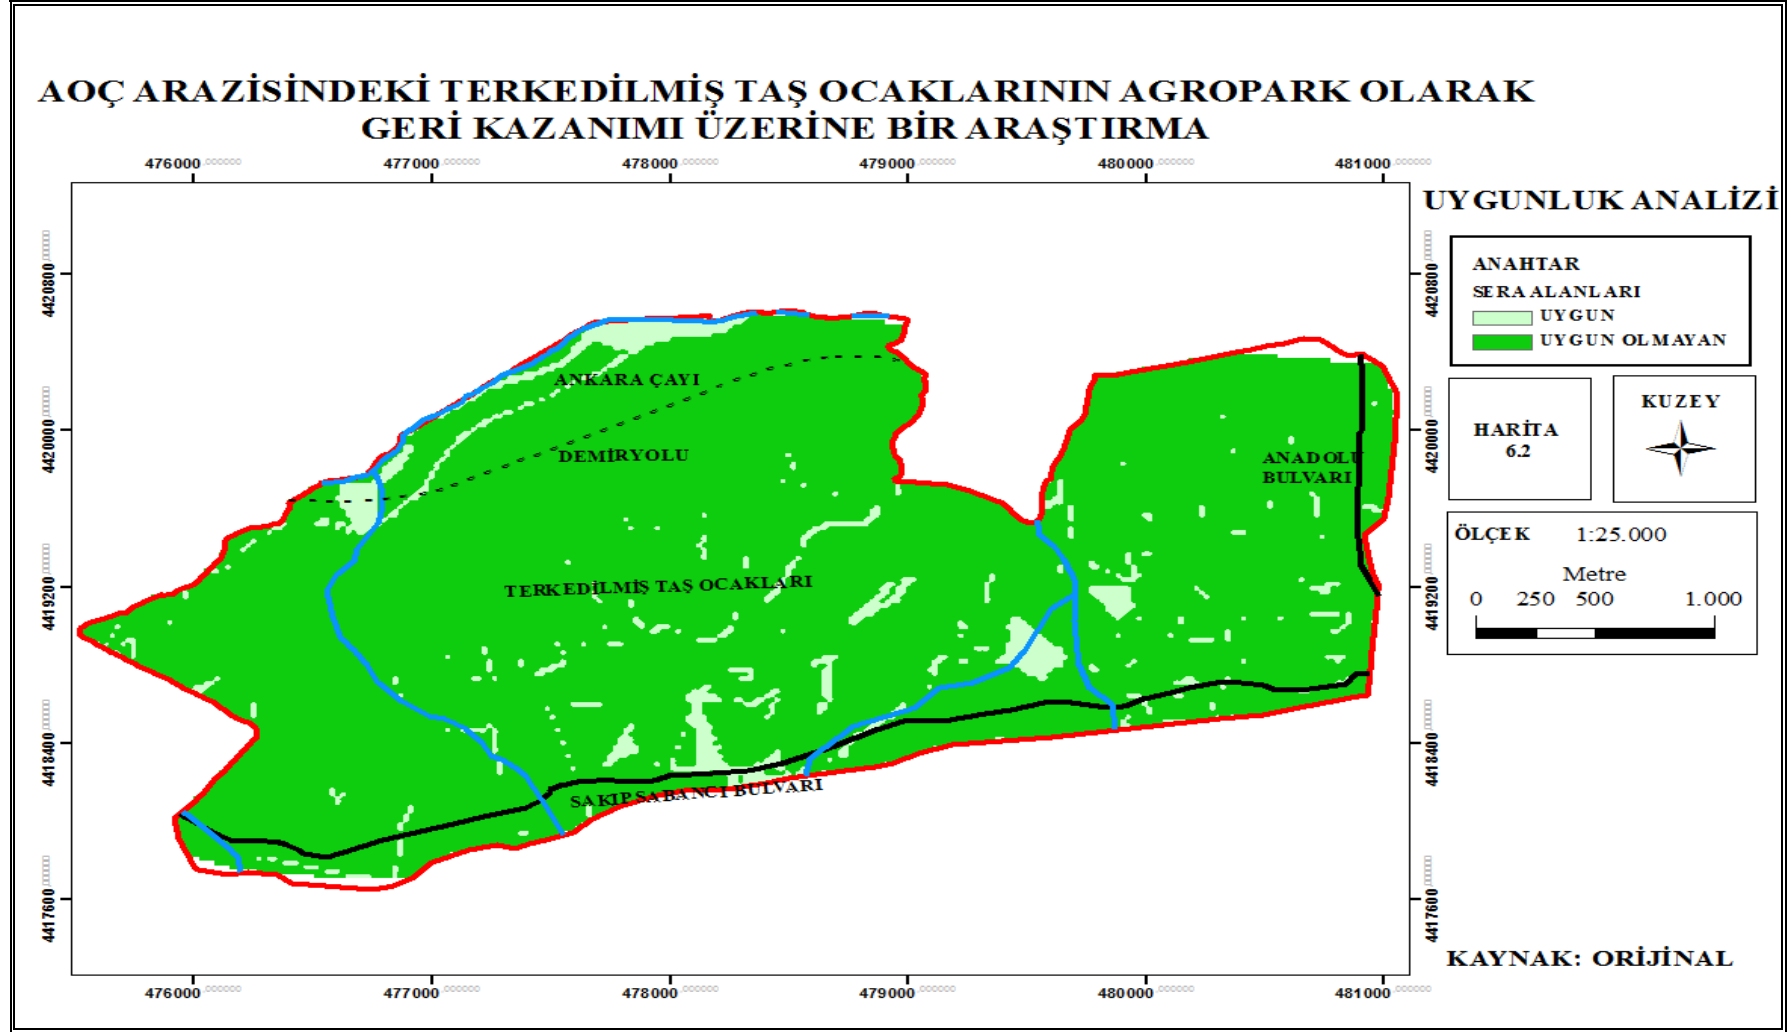 AOÇ ARAZİSİNDEKİ TERKEDİLMİŞ TAŞ OCAKLARININ AGROPARK OLARAK
GERİ KAZANIMI ÜZERİNE BİR ARAŞTIRMA
476000 477000 478000 479000 480000 481000
4420800
4420000
4419200
4418400
4417600
ANKARA ÇAYI
DEMİRYOLU
ANADOLU
BULVARI
TERKEDİLMİŞ TAŞ OCAKLARI
SAKIP SABANCI BULVARI
4420800
4420000
4419200
4418400
4417600
476000 477000 478000 479000 480000 481000
UYGUNLUK ANALİZİ
ANAHTAR
SERA ALANLARI
UYGUN
UYGUN OLMAYAN
HARİTA
6.2
KUZEY
ÖLÇEK 1:25.000
Metre
0 250 500 1.000
KAYNAK: ORİJİNAL